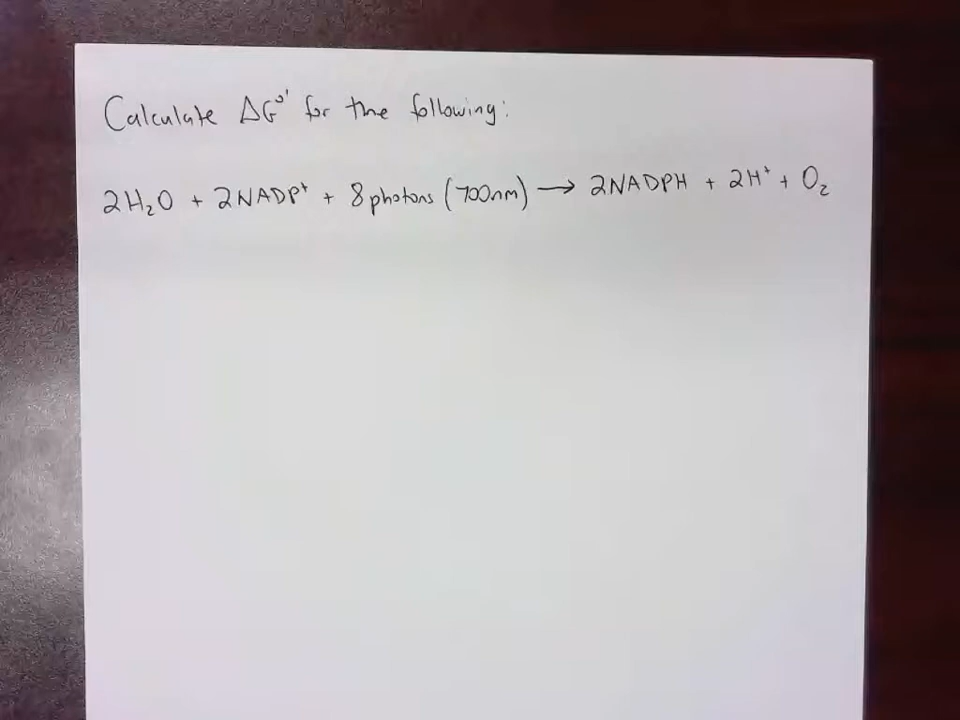 Calculate ΔG°' for the following:
2H₂O + 2NADP⁺ + 8 photons (700nm) → 2NADPH + 2H⁺ + O₂